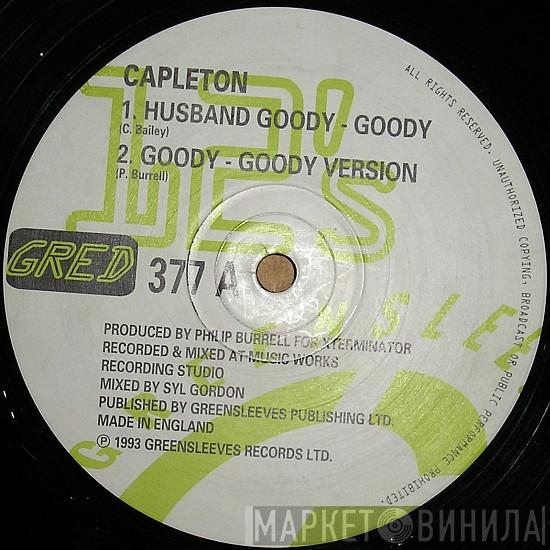 12's
CAPLETON
1. HUSBAND GOODY - GOODY
(C. Bailey)
2. GOODY - GOODY VERSION
(P. Burrell)
GRED 377 A
PRODUCED BY PHILIP BURRELL FOR XTERMINATOR
RECORDED & MIXED AT MUSIC WORKS
RECORDING STUDIO
MIXED BY SYL GORDON
PUBLISHED BY GREENSLEEVES PUBLISHING LTD.
MADE IN ENGLAND
℗ 1993 GREENSLEEVES RECORDS LTD.
ALL RIGHTS RESERVED. UNAUTHORIZED COPYING, BROADCAST OR PUBLIC PERFORMANCE PROHIBITED.
МАРКЕТ ВИНИЛА